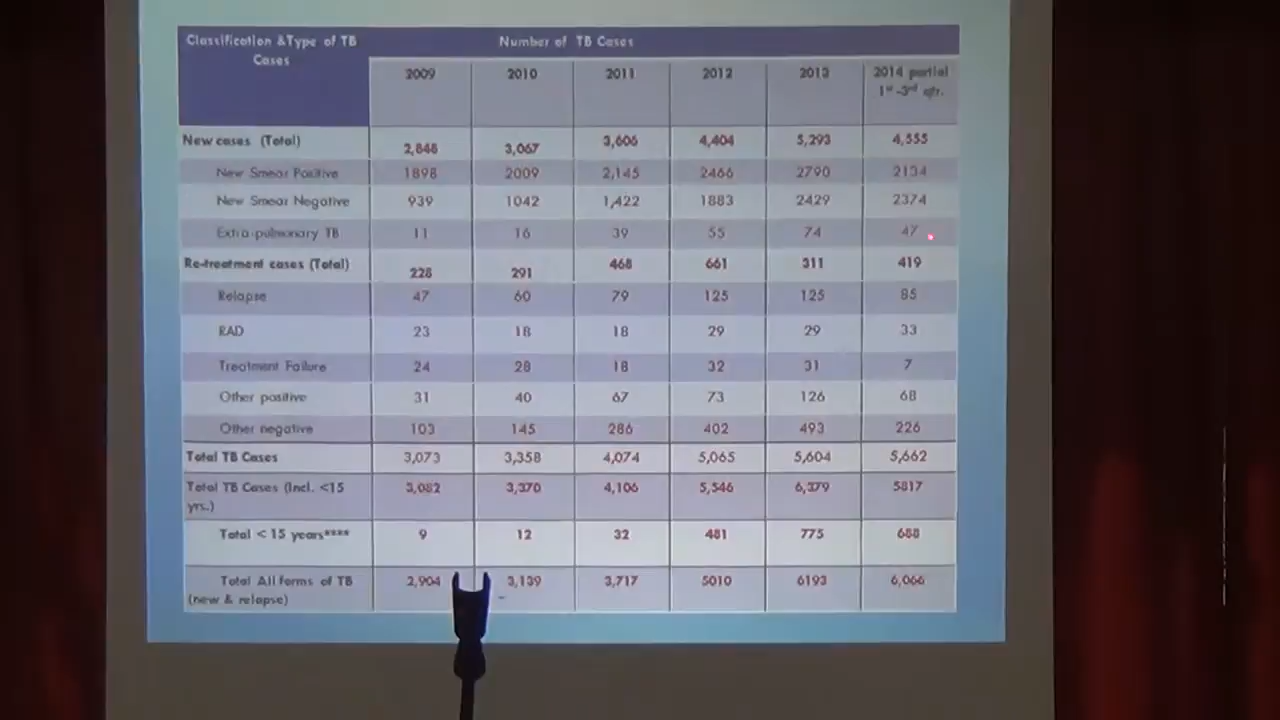 Classification &Type of TB Cases Number of TB Cases
2009 2010 2011 2012 2013 2014 partial 1st -3rd qtr.
New cases (Total) 2,848 3,067 3,606 4,404 5,293 4,555
New Smear Positive 1898 2009 2,145 2466 2790 2134
New Smear Negative 939 1042 1,422 1883 2429 2374
Extra-pulmonary TB 11 16 39 55 74 47
Re-treatment cases (Total) 228 291 468 661 311 419
Relapse 47 60 79 125 125 85
RAD 23 18 18 29 29 33
Treatment Failure 24 28 18 32 31 7
Other positive 31 40 67 73 126 68
Other negative 103 145 286 402 493 226
Total TB Cases 3,073 3,358 4,074 5,065 5,604 5,662
Total TB Cases (Incl. <15 yrs.) 3,082 3,370 4,106 5,546 6,379 5817
Total < 15 years**** 9 12 32 481 775 688
Total All forms of TB (new & relapse) 2,904 3,139 3,717 5010 6193 6,066